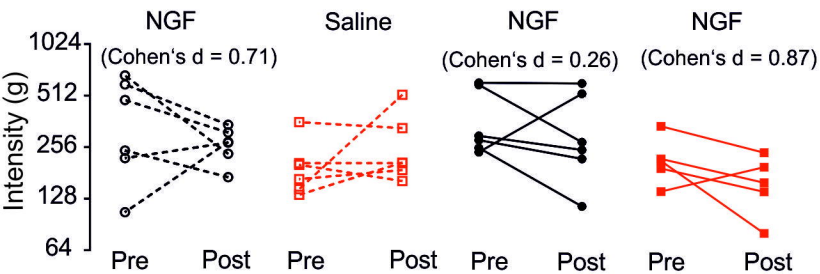 NGF Saline NGF NGF
(Cohen‘s d = 0.71) (Cohen‘s d = 0.26) (Cohen‘s d = 0.87)
Intensity (g)
1024
512
256
128
64
Pre Post Pre Post Pre Post Pre Post